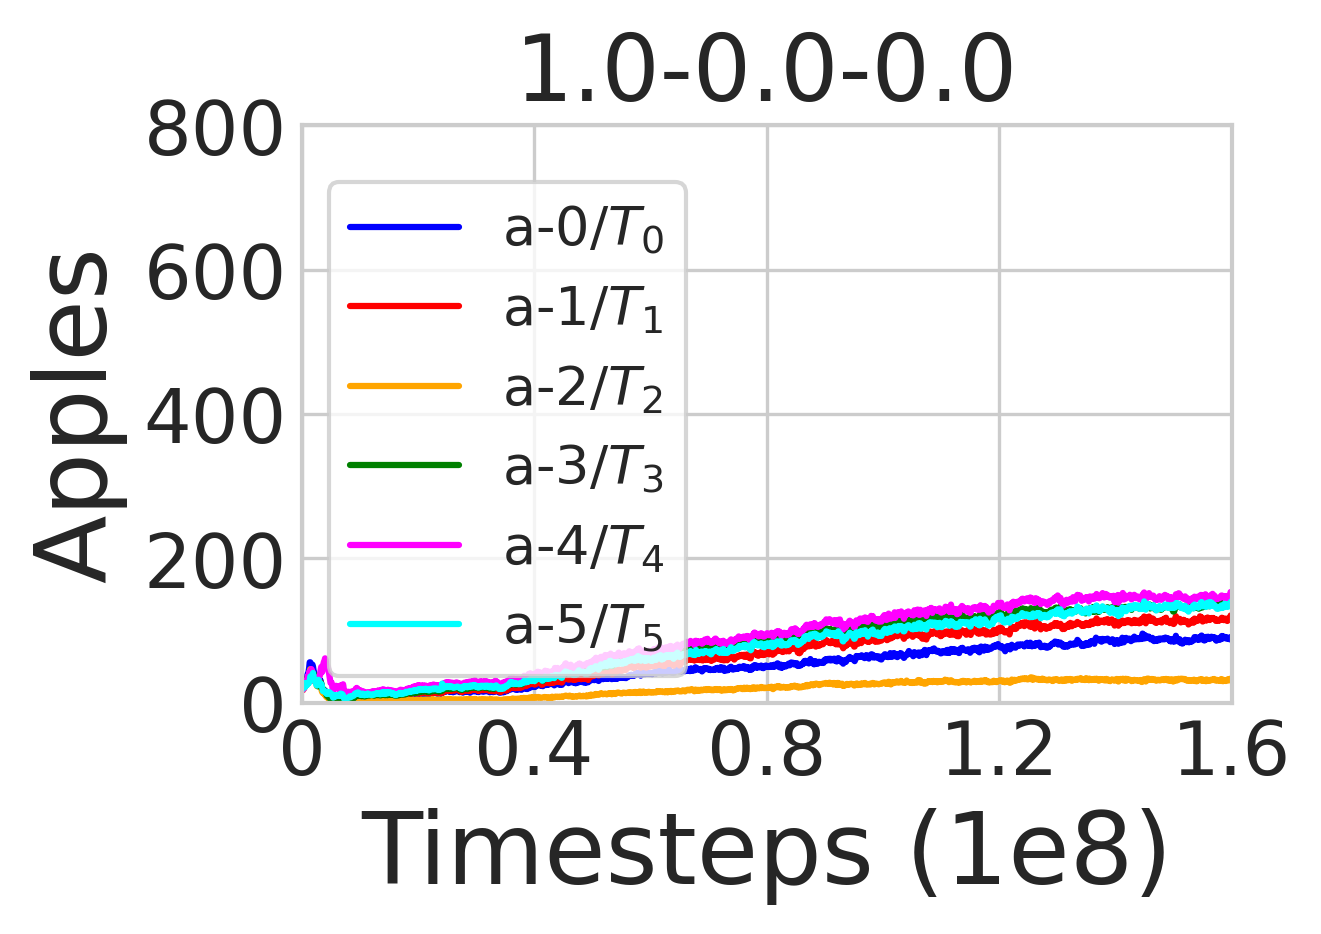 1.0-0.0-0.0
Apples
800
600
400
200
0
a-0/T₀
a-1/T₁
a-2/T₂
a-3/T₃
a-4/T₄
a-5/T₅
0 0.4 0.8 1.2 1.6
Timesteps (1e8)